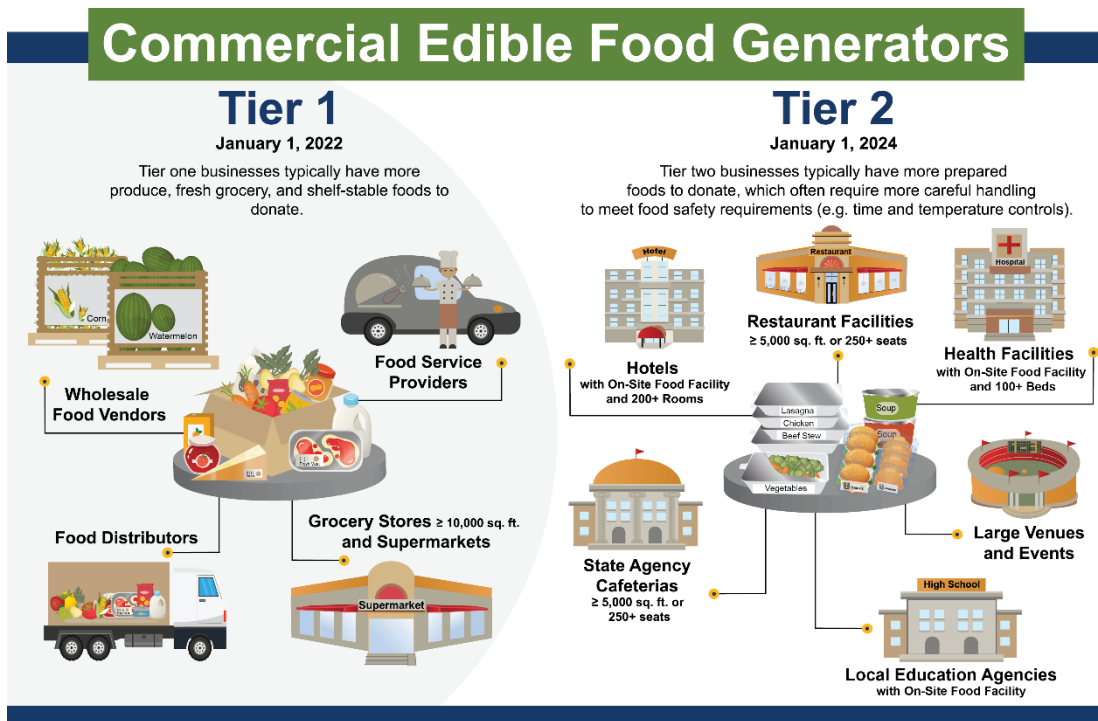 Commercial Edible Food Generators
Tier 1
January 1, 2022
Tier one businesses typically have more
produce, fresh grocery, and shelf-stable foods to
donate.
Corn
Watermelon
Wholesale
Food Vendors
Food Service
Providers
Food Distributors
Grocery Stores ≥ 10,000 sq. ft.
and Supermarkets
Supermarket
Tier 2
January 1, 2024
Tier two businesses typically have more prepared
foods to donate, which often require more careful handling
to meet food safety requirements (e.g. time and temperature controls).
Hotel
Hotels
with On-Site Food Facility
and 200+ Rooms
Restaurant
Restaurant Facilities
≥ 5,000 sq. ft. or 250+ seats
Hospital
Health Facilities
with On-Site Food Facility
and 100+ Beds
Lasagna
Chicken
Beef Stew
Vegetables
Soup
Soup
State Agency
Cafeterias
≥ 5,000 sq. ft. or
250+ seats
Large Venues
and Events
High School
Local Education Agencies
with On-Site Food Facility